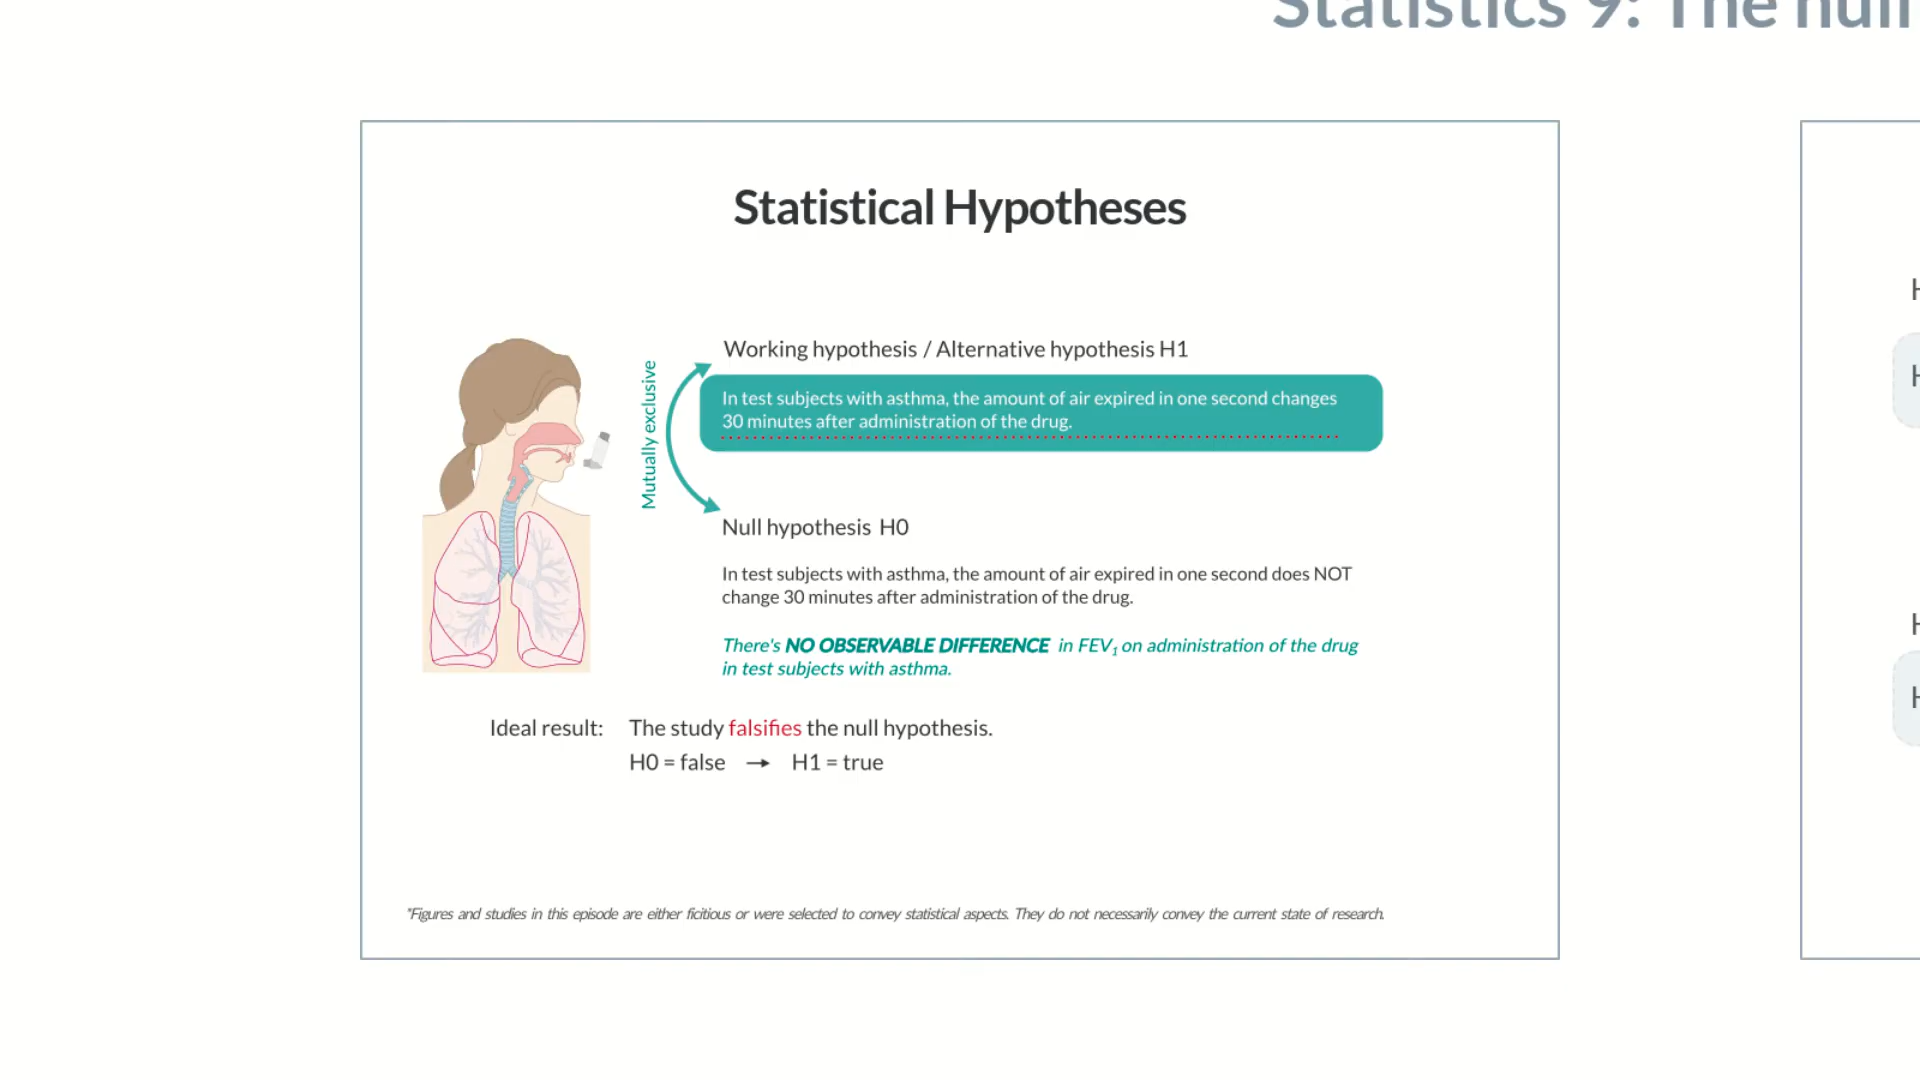 Statistics 9: The null
Statistical Hypotheses
Working hypothesis / Alternative hypothesis H1
In test subjects with asthma, the amount of air expired in one second changes
30 minutes after administration of the drug.
Mutually exclusive
Null hypothesis H0
In test subjects with asthma, the amount of air expired in one second does NOT
change 30 minutes after administration of the drug.
There's NO OBSERVABLE DIFFERENCE in FEV₁ on administration of the drug
in test subjects with asthma.
Ideal result: The study falsifies the null hypothesis.
H0 = false → H1 = true
*Figures and studies in this episode are either ficitious or were selected to convey statistical aspects. They do not necessarily convey the current state of research.